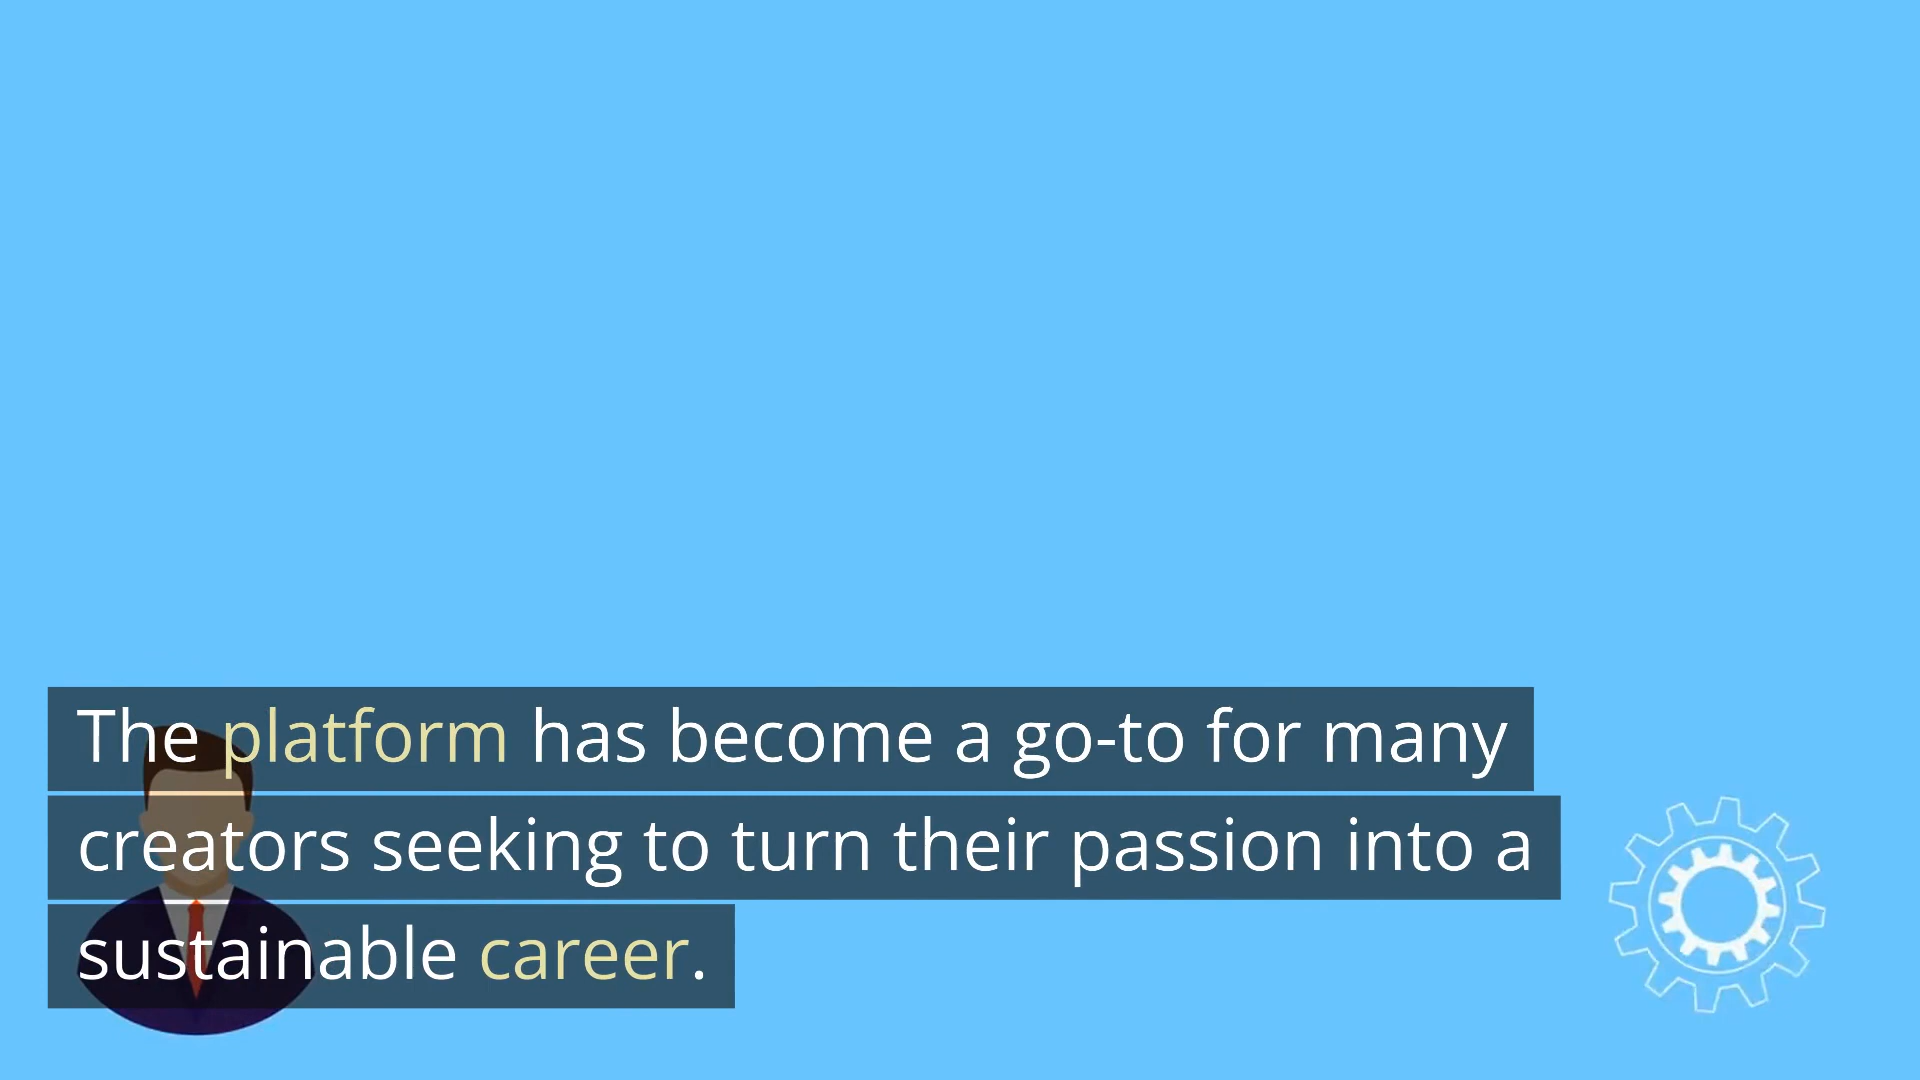 The platform has become a go-to for many
creators seeking to turn their passion into a
sustainable career.